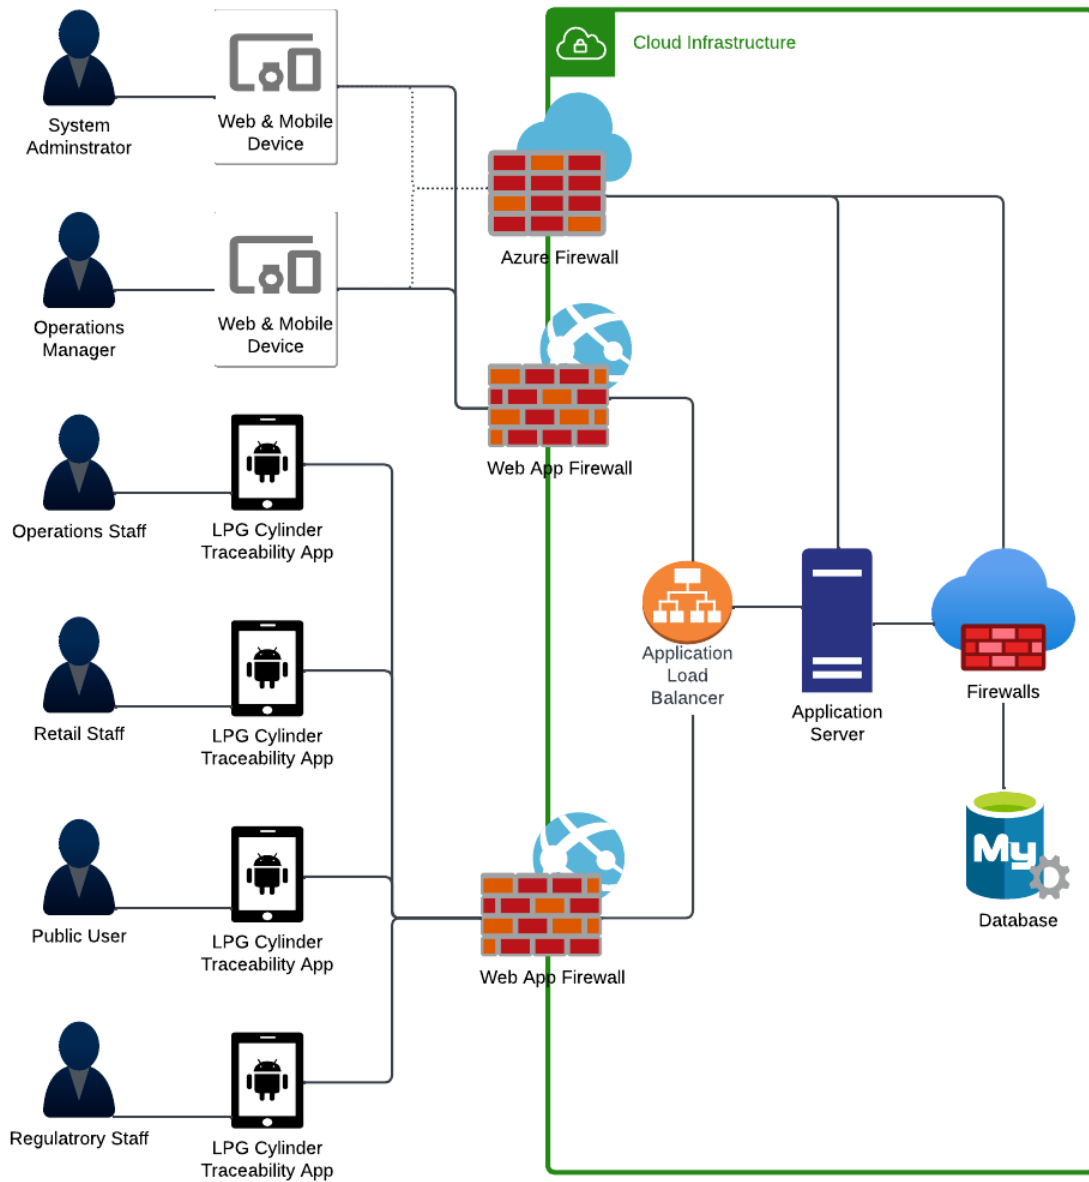 Cloud Infrastructure
System
Adminstrator
Web & Mobile
Device
Azure Firewall
Operations
Manager
Web & Mobile
Device
Web App Firewall
Operations Staff
LPG Cylinder
Traceability App
Retail Staff
LPG Cylinder
Traceability App
Application
Load
Balancer
Application
Server
Firewalls
My
Database
Public User
LPG Cylinder
Traceability App
Web App Firewall
Regulatrory Staff
LPG Cylinder
Traceability App